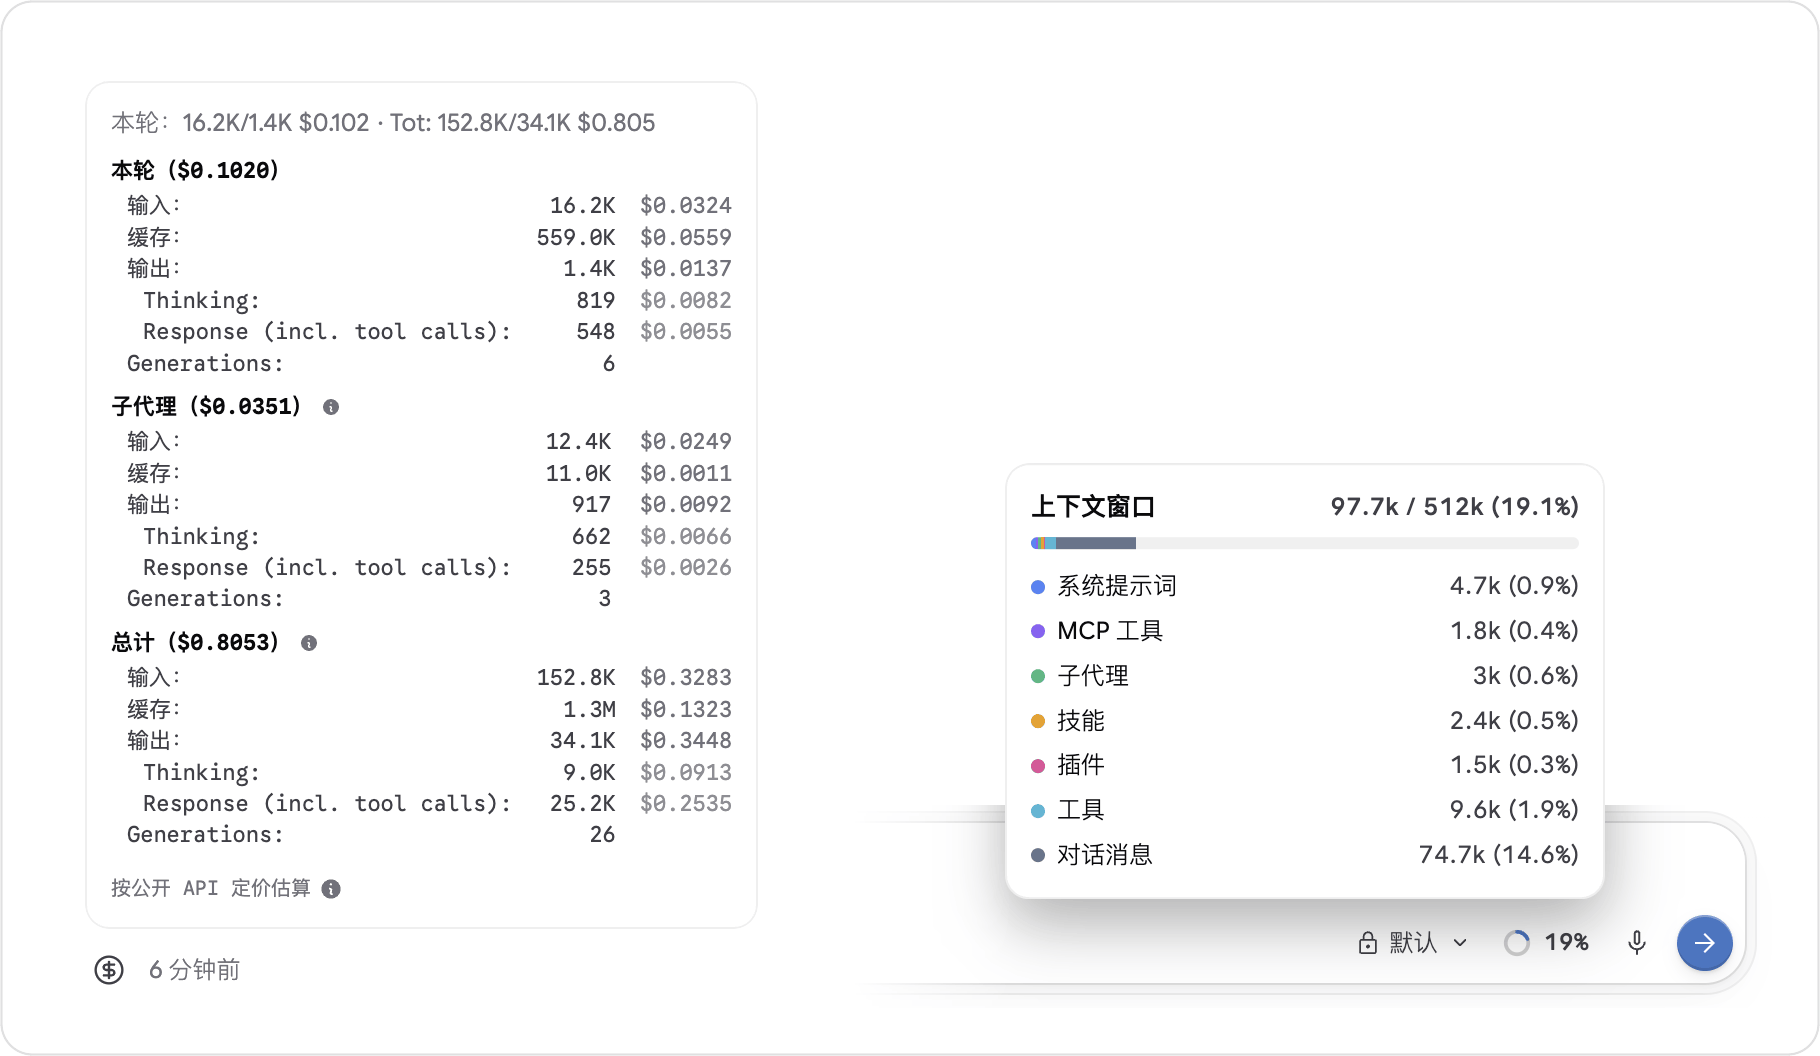 本轮： 16.2K/1.4K $0.102 · Tot: 152.8K/34.1K $0.805
本轮 ($0.1020)
输入： 16.2K $0.0324
缓存： 559.0K $0.0559
输出： 1.4K $0.0137
Thinking: 819 $0.0082
Response (incl. tool calls): 548 $0.0055
Generations: 6
子代理 ($0.0351)
输入： 12.4K $0.0249
缓存： 11.0K $0.0011
输出： 917 $0.0092
Thinking: 662 $0.0066
Response (incl. tool calls): 255 $0.0026
Generations: 3
总计 ($0.8053)
输入： 152.8K $0.3283
缓存： 1.3M $0.1323
输出： 34.1K $0.3448
Thinking: 9.0K $0.0913
Response (incl. tool calls): 25.2K $0.2535
Generations: 26
按公开 API 定价估算
6 分钟前
上下文窗口 97.7k / 512k (19.1%)
系统提示词 4.7k (0.9%)
MCP 工具 1.8k (0.4%)
子代理 3k (0.6%)
技能 2.4k (0.5%)
插件 1.5k (0.3%)
工具 9.6k (1.9%)
对话消息 74.7k (14.6%)
默认 19%